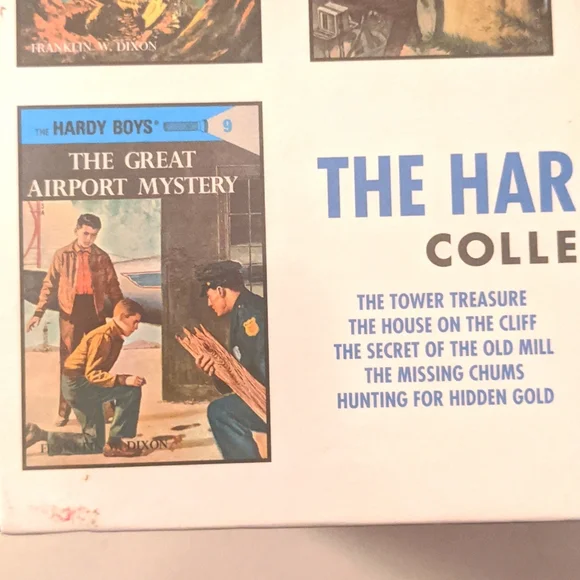 FRANKLIN W. DIXON
THE HARDY BOYS® 9
THE GREAT
AIRPORT MYSTERY
FRANKLIN W. DIXON
THE HAR
COLLE
THE TOWER TREASURE
THE HOUSE ON THE CLIFF
THE SECRET OF THE OLD MILL
THE MISSING CHUMS
HUNTING FOR HIDDEN GOLD